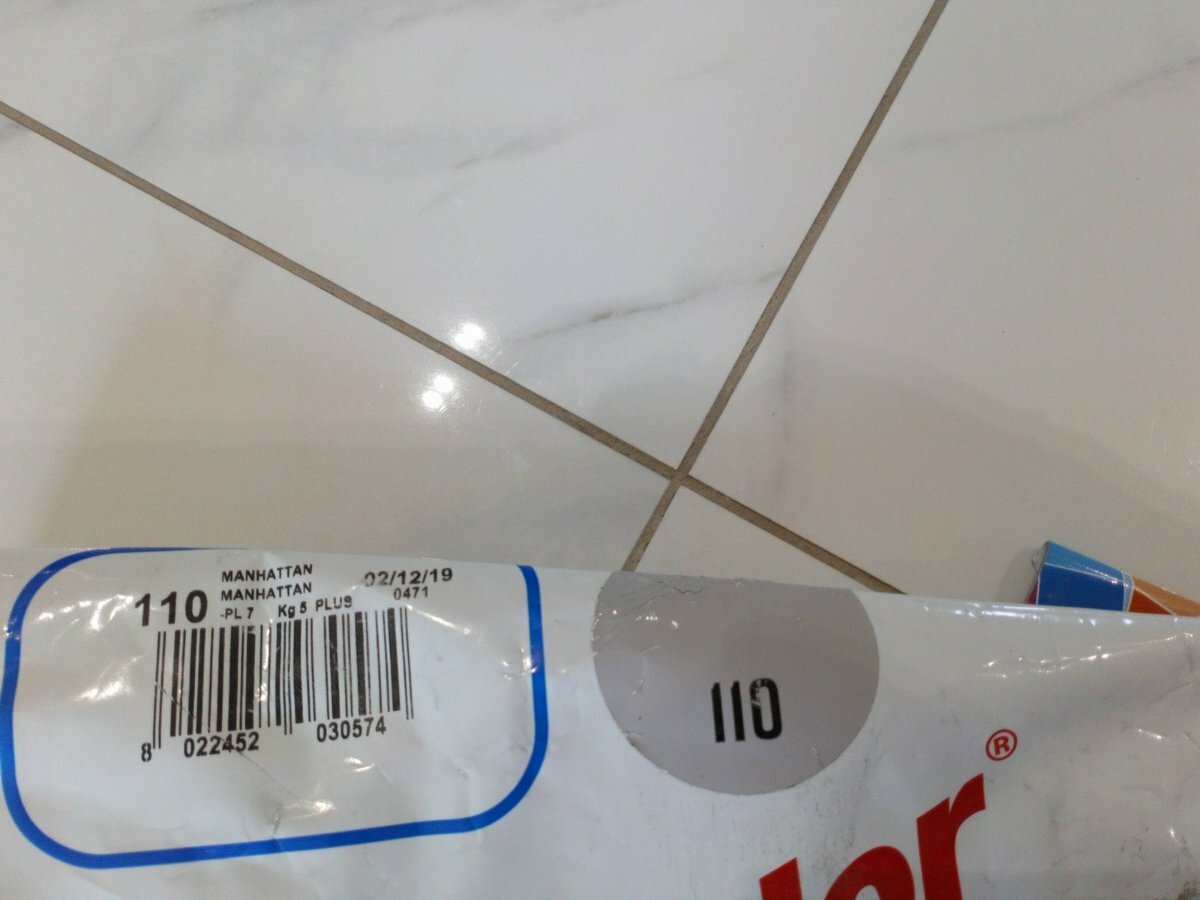 110
MANHATTAN
MANHATTAN
-PL 7 Kg 5 PLUS
02/12/19
0471
8 022452 030574
110
®